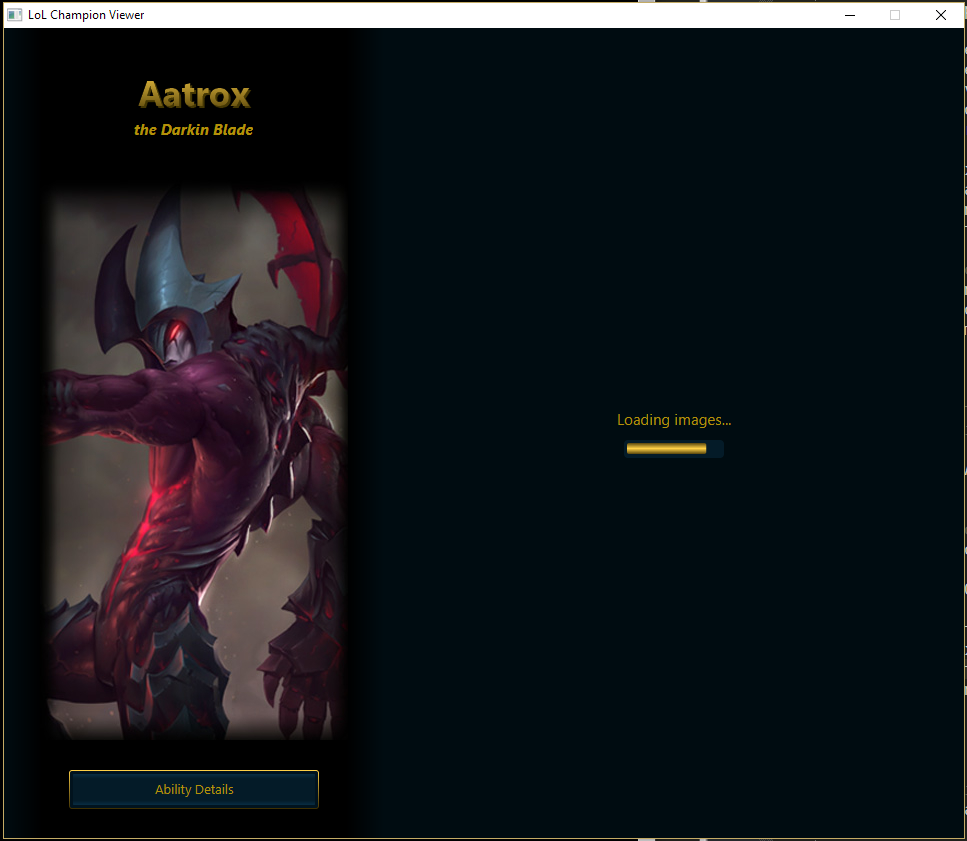 LoL Champion Viewer
Aatrox
the Darkin Blade
Loading images...
Ability Details